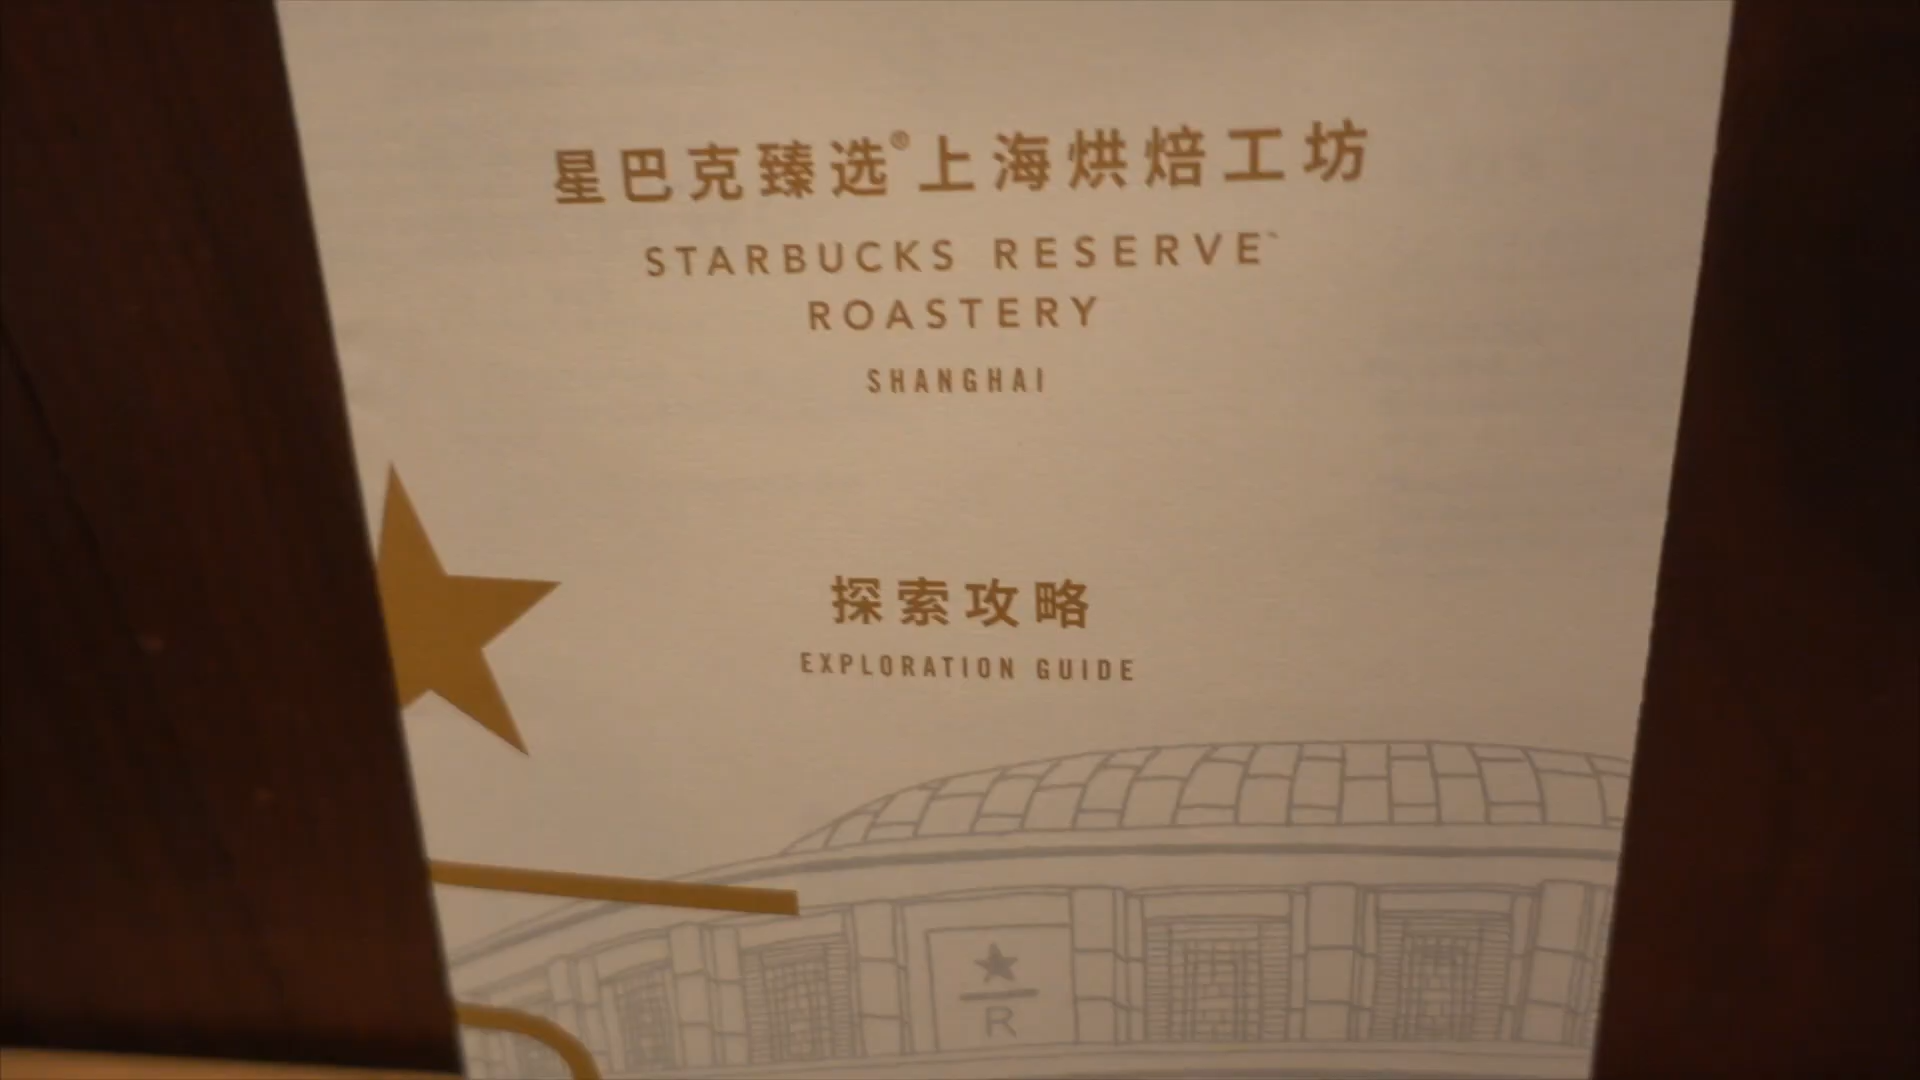 星巴克臻选®上海烘焙工坊
STARBUCKS RESERVE™
ROASTERY
SHANGHAI
探索攻略
EXPLORATION GUIDE
R